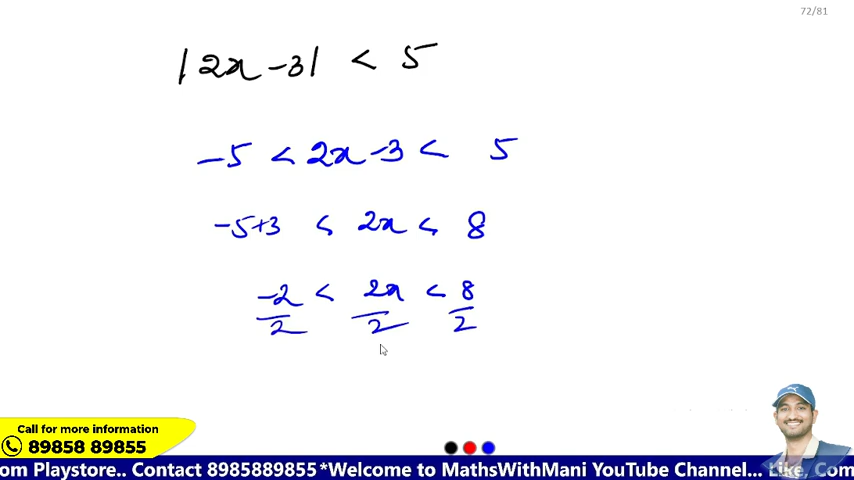 72/81
|2x-3| < 5
-5 < 2x-3 < 5
-5+3 < 2x < 8
-2/2 < 2x/2 < 8/2
Call for more information
89858 89855
om Playstore.. Contact 8985889855 *Welcome to MathsWithMani YouTube Channel... Like, Com